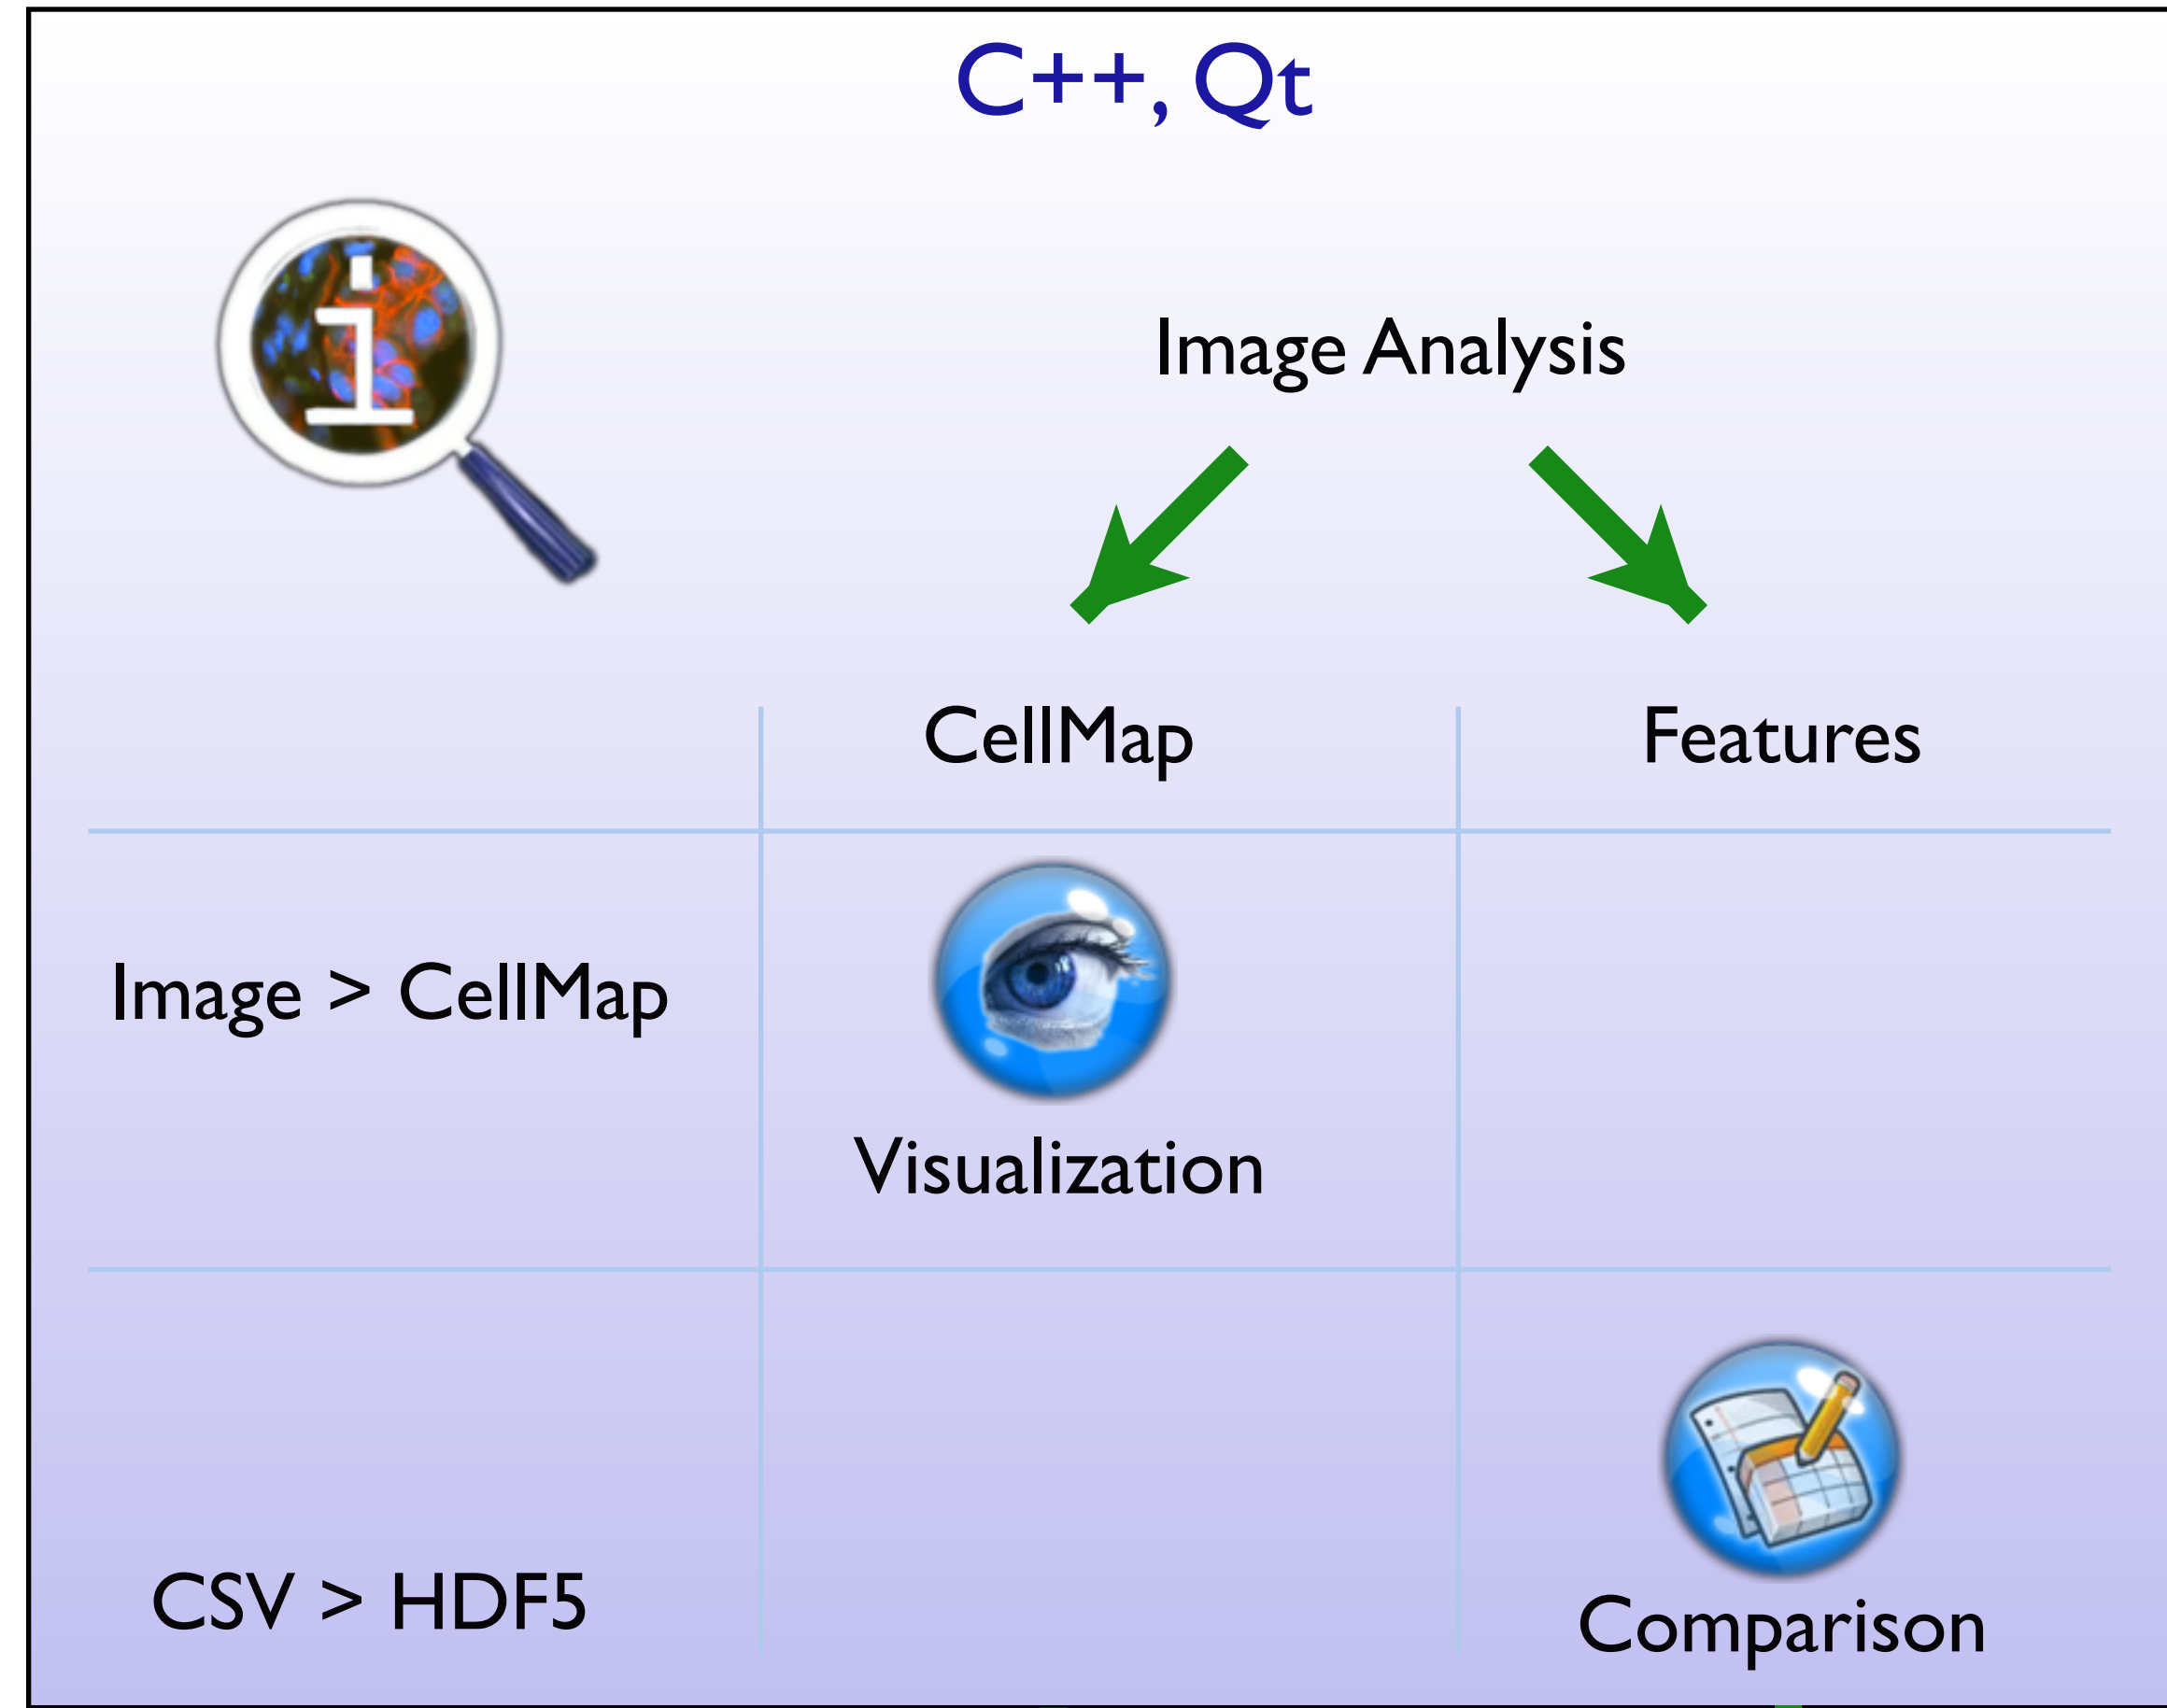 C++, Qt
i
Image Analysis
CellMap
Features
Image > CellMap
Visualization
CSV > HDF5
Comparison